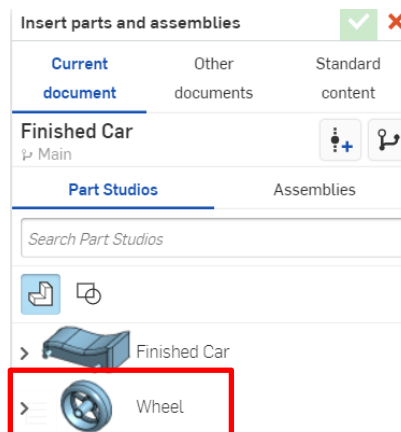 Insert parts and assemblies
Current document
Other documents
Standard content
Finished Car
Main
Part Studios Assemblies
Search Part Studios
Finished Car
Wheel